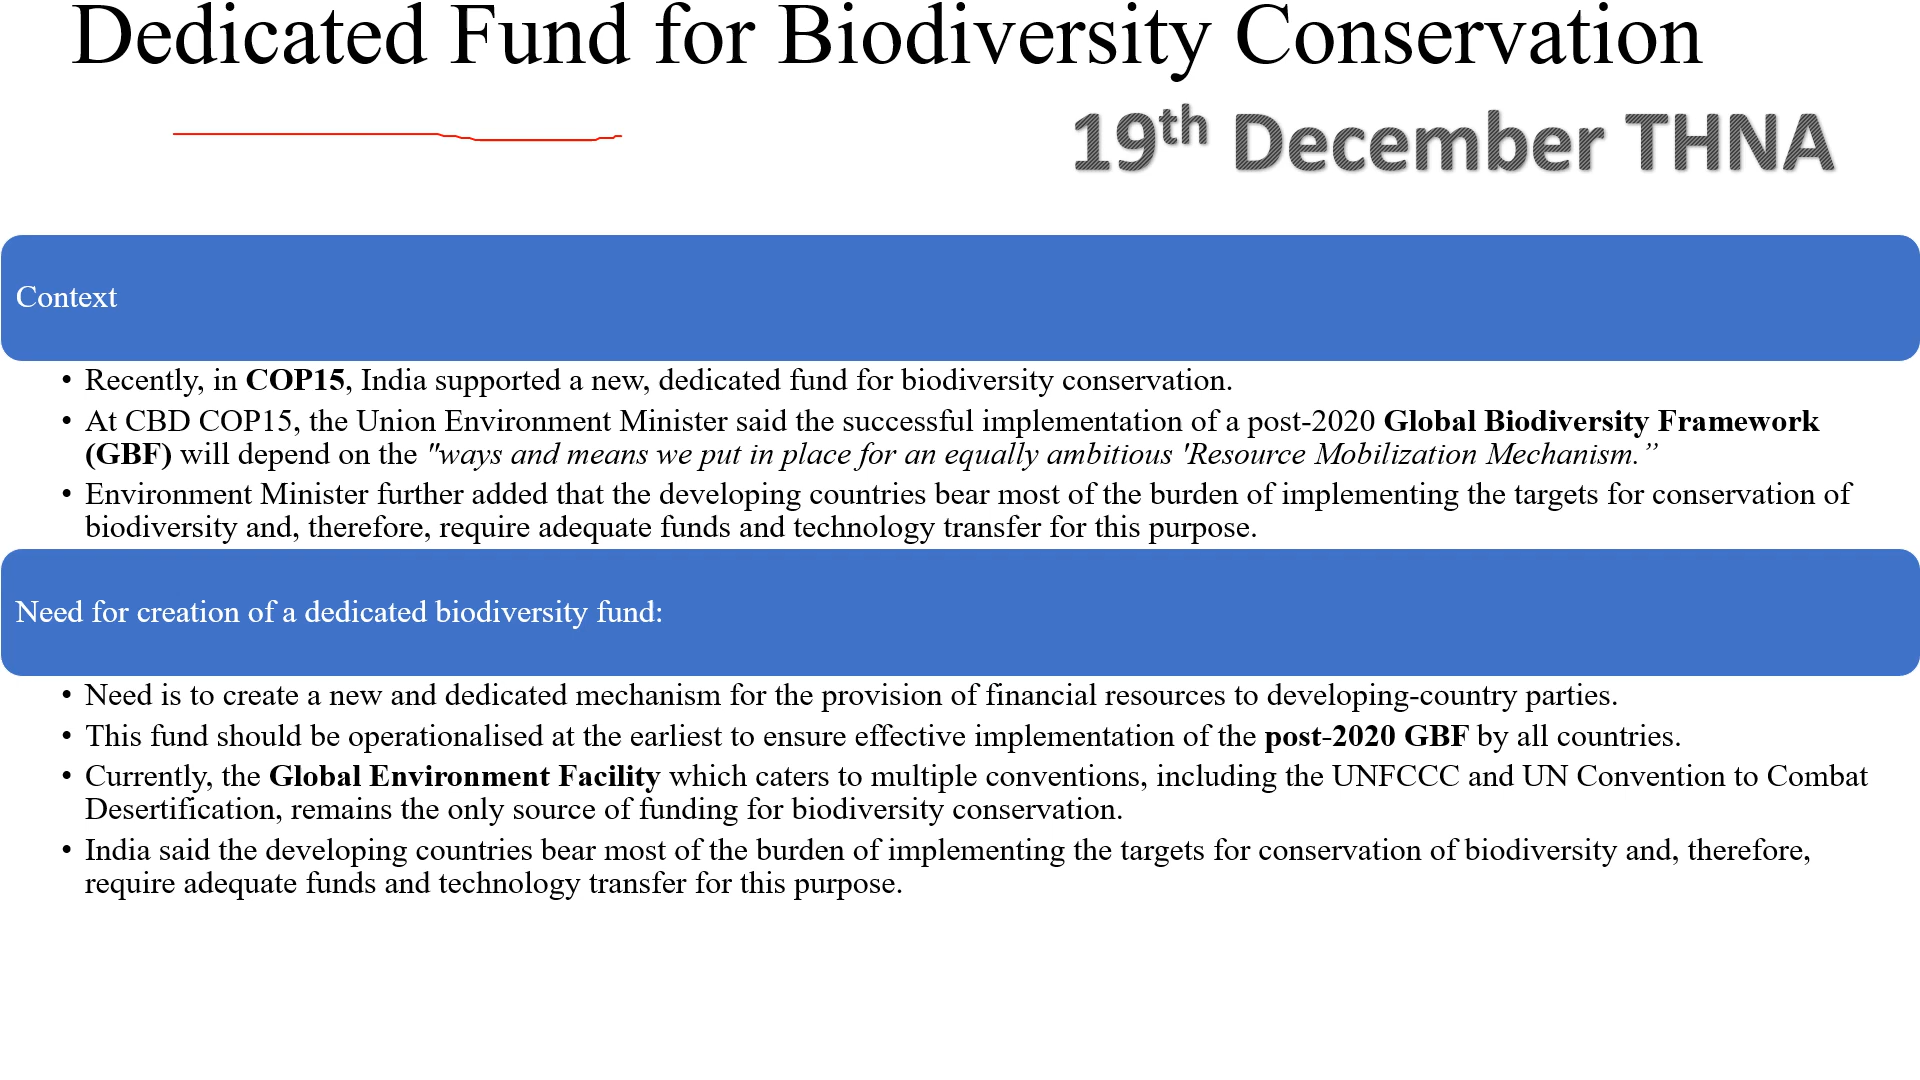 Dedicated Fund for Biodiversity Conservation
19th December THNA
Context
• Recently, in COP15, India supported a new, dedicated fund for biodiversity conservation.
• At CBD COP15, the Union Environment Minister said the successful implementation of a post-2020 Global Biodiversity Framework
(GBF) will depend on the "ways and means we put in place for an equally ambitious 'Resource Mobilization Mechanism.”
• Environment Minister further added that the developing countries bear most of the burden of implementing the targets for conservation of
biodiversity and, therefore, require adequate funds and technology transfer for this purpose.
Need for creation of a dedicated biodiversity fund:
• Need is to create a new and dedicated mechanism for the provision of financial resources to developing-country parties.
• This fund should be operationalised at the earliest to ensure effective implementation of the post-2020 GBF by all countries.
• Currently, the Global Environment Facility which caters to multiple conventions, including the UNFCCC and UN Convention to Combat
Desertification, remains the only source of funding for biodiversity conservation.
• India said the developing countries bear most of the burden of implementing the targets for conservation of biodiversity and, therefore,
require adequate funds and technology transfer for this purpose.